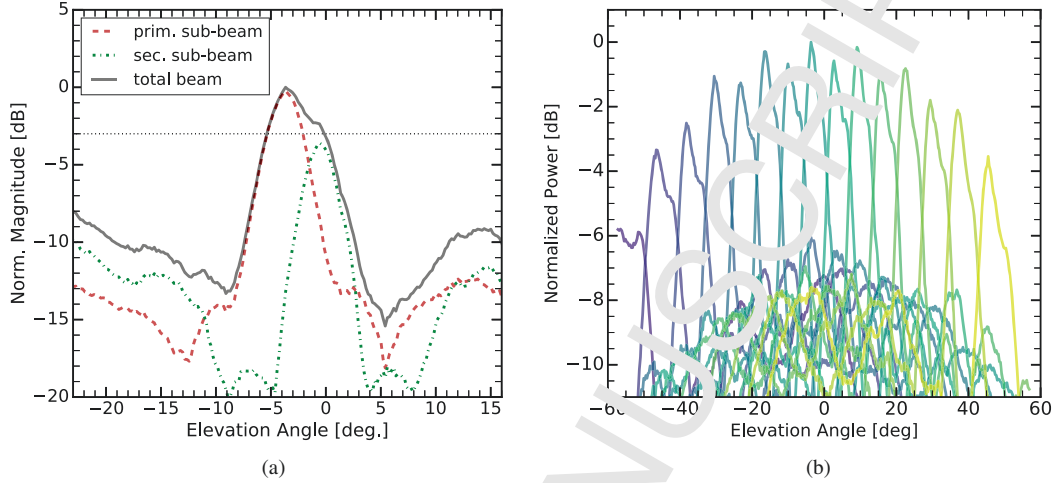 5
0
−5
−10
−15
−20
Norm. Magnitude [dB]
prim. sub-beam
sec. sub-beam
total beam
−20 −15 −10 −5 0 5 10 15
Elevation Angle [deg.]
(a)
0
−2
−4
−6
−8
−10
Normalized Power [dB]
−60 −40 −20 0 20 40 60
Elevation Angle [deg]
(b)
NUSCRIP